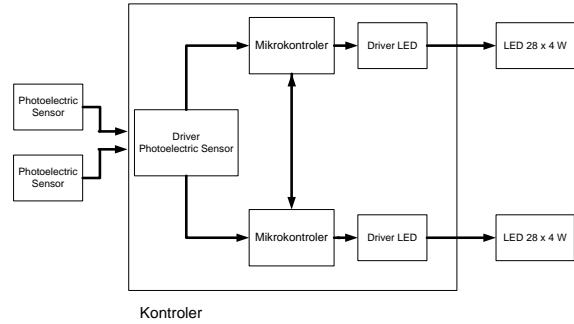 Mikrokontroler
Driver LED
LED 28 x 4 W
Photoelectric
Sensor
Driver
Photoelectric Sensor
Photoelectric
Sensor
Mikrokontroler
Driver LED
LED 28 x 4 W
Kontroler